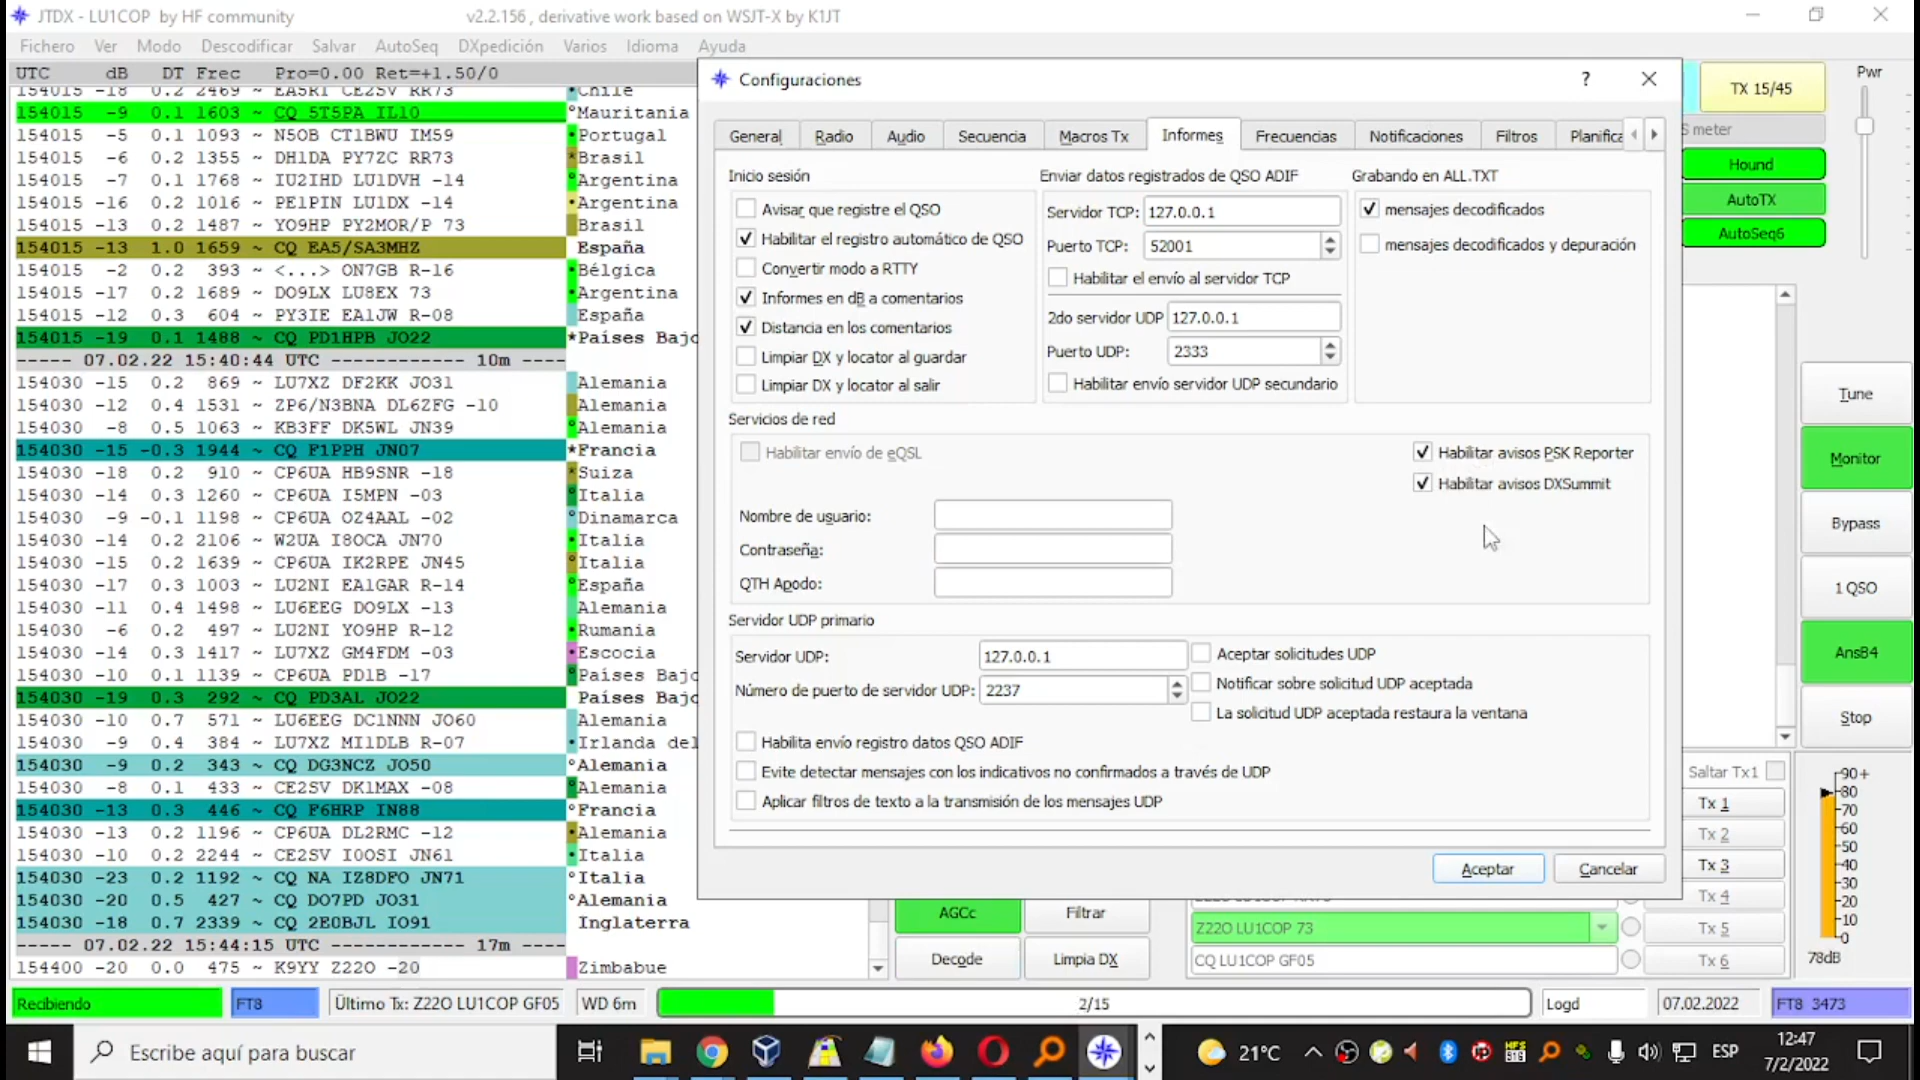 JTDX - LU1COP by HF community v2.2.156 , derivative work based on WSJT-X by K1JT
Fichero Ver Modo Descodificar Salvar AutoSeq DXpedición Varios Idioma Ayuda
UTC dB DT Frec Pro=0.00 Ret=+1.50/0
154015 -18 0.2 2469 ~ EA5RI CE2SV RR73 •Chile
154015 -9 0.1 1603 ~ CQ 5T5PA IL10 °Mauritania
154015 -5 0.1 1093 ~ N5OB CT1BWU IM59 •Portugal
154015 -6 0.2 1355 ~ DH1DA PY7ZC RR73 *Brasil
154015 -7 0.1 1768 ~ IU2IHD LU1DVH -14 °Argentina
154015 -16 0.2 1016 ~ PE1PIN LU1DX -14 °Argentina
154015 -13 0.2 1487 ~ YO9HP PY2MOR/P 73 Brasil
154015 -13 1.0 1659 ~ CQ EA5/SA3MHZ España
154015 -2 0.2 393 ~ <...> ON7GB R-16 •Bélgica
154015 -17 0.2 1689 ~ DO9LX LU8EX 73 •Argentina
154015 -12 0.3 604 ~ PY3IE EA1JW R-08 España
154015 -19 0.1 1488 ~ CQ PD1HPB JO22 *Países Bajo
----- 07.02.22 15:40:44 UTC ------------ 10m ----
154030 -15 0.2 869 ~ LU7XZ DF2KK JO31 Alemania
154030 -12 0.4 1531 ~ ZP6/N3BNA DL6ZFG -10 Alemania
154030 -8 0.5 1063 ~ KB3FF DK5WL JN39 °Alemania
154030 -15 -0.3 1944 ~ CQ F1PPH JN07 *Francia
154030 -18 0.2 910 ~ CP6UA HB9SNR -18 *Suiza
154030 -14 0.3 1260 ~ CP6UA I5MPN -03 °Italia
154030 -9 -0.1 1198 ~ CP6UA OZ4AAL -02 °Dinamarca
154030 -14 0.2 2106 ~ W2UA I8OCA JN70 •Italia
154030 -15 0.2 1639 ~ CP6UA IK2RPE JN45 °Italia
154030 -17 0.3 1003 ~ LU2NI EA1GAR R-14 °España
154030 -11 0.4 1498 ~ LU6EEG DO9LX -13 Alemania
154030 -6 0.2 497 ~ LU2NI YO9HP R-12 •Rumania
154030 -14 0.3 1417 ~ LU7XZ GM4FDM -03 •Escocia
154030 -10 0.1 1139 ~ CP6UA PD1B -17 °Países Bajo
154030 -19 0.3 292 ~ CQ PD3AL JO22 Países Bajo
154030 -10 0.7 571 ~ LU6EEG DC1NNN JO60 Alemania
154030 -9 0.4 384 ~ LU7XZ MI1DLB R-07 •Irlanda del
154030 -9 0.2 343 ~ CQ DG3NCZ JO50 °Alemania
154030 -8 0.1 433 ~ CE2SV DK1MAX -08 °Alemania
154030 -13 0.3 446 ~ CQ F6HRP IN88 °Francia
154030 -13 0.2 1196 ~ CP6UA DL2RMC -12 •Alemania
154030 -10 0.2 2244 ~ CE2SV I0OSI JN61 •Italia
154030 -23 0.2 1192 ~ CQ NA IZ8DFO JN71 °Italia
154030 -20 0.5 427 ~ CQ DO7PD JO31 °Alemania
154030 -18 0.7 2339 ~ CQ 2E0BJL IO91 Inglaterra
----- 07.02.22 15:44:15 UTC ------------ 17m ----
154400 -20 0.0 475 ~ K9YY Z22O -20 Zimbabue
Configuraciones ? 
General Radio Audio Secuencia Macros Tx Informes Frecuencias Notificaciones Filtros Planifica
Inicio sesión
Avisar que registre el QSO
Habilitar el registro automático de QSO
Convertir modo a RTTY
Informes en dB a comentarios
Distancia en los comentarios
Limpiar DX y locator al guardar
Limpiar DX y locator al salir
Enviar datos registrados de QSO ADIF
Servidor TCP: 127.0.0.1
Puerto TCP: 52001
Habilitar el envío al servidor TCP
2do servidor UDP 127.0.0.1
Puerto UDP: 2333
Habilitar envío servidor UDP secundario
Grabando en ALL.TXT
mensajes decodificados
mensajes decodificados y depuración
Servicios de red
Habilitar envío de eQSL
Habilitar avisos PSK Reporter
Habilitar avisos DXSummit
Nombre de usuario:
Contraseña:
QTH Apodo:
Servidor UDP primario
Servidor UDP: 127.0.0.1
Número de puerto de servidor UDP: 2237
Aceptar solicitudes UDP
Notificar sobre solicitud UDP aceptada
La solicitud UDP aceptada restaura la ventana
Habilita envío registro datos QSO ADIF
Evite detectar mensajes con los indicativos no confirmados a través de UDP
Aplicar filtros de texto a la transmisión de los mensajes UDP
Aceptar Cancelar
TX 15/45
Pwr
S meter
Hound
AutoTX
AutoSeq6
Tune
Monitor
Bypass
1 QSO
AnsB4
Stop
Saltar Tx1
Tx 1
Tx 2
Tx 3
Tx 4
Tx 5
Tx 6
90+
80
70
60
50
40
30
20
10
0
78dB
AGCc Filtrar
Decode Limpia DX
Z22O LU1COP 73
CQ LU1COP GF05
Recibiendo FT8 Último Tx: Z22O LU1COP GF05 WD 6m 2/15 Logd 07.02.2022 FT8 3473
Escribe aquí para buscar 21°C ESP 12:47
7/2/2022